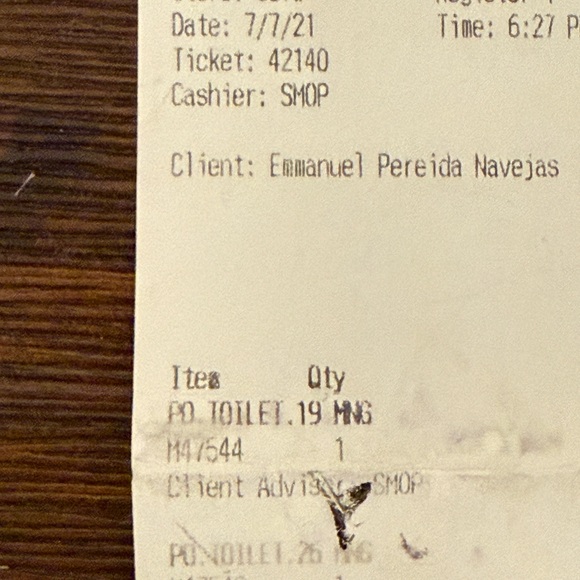 Date: 7/7/21 Time: 6:27 P
Ticket: 42140
Cashier: SMOP
Client: Emmanuel Pereida Navejas
Item Qty
PO.TOILET.19 MNG
M47544 1
Client Advisor: SMOP
PO.TOILET.26 MNG